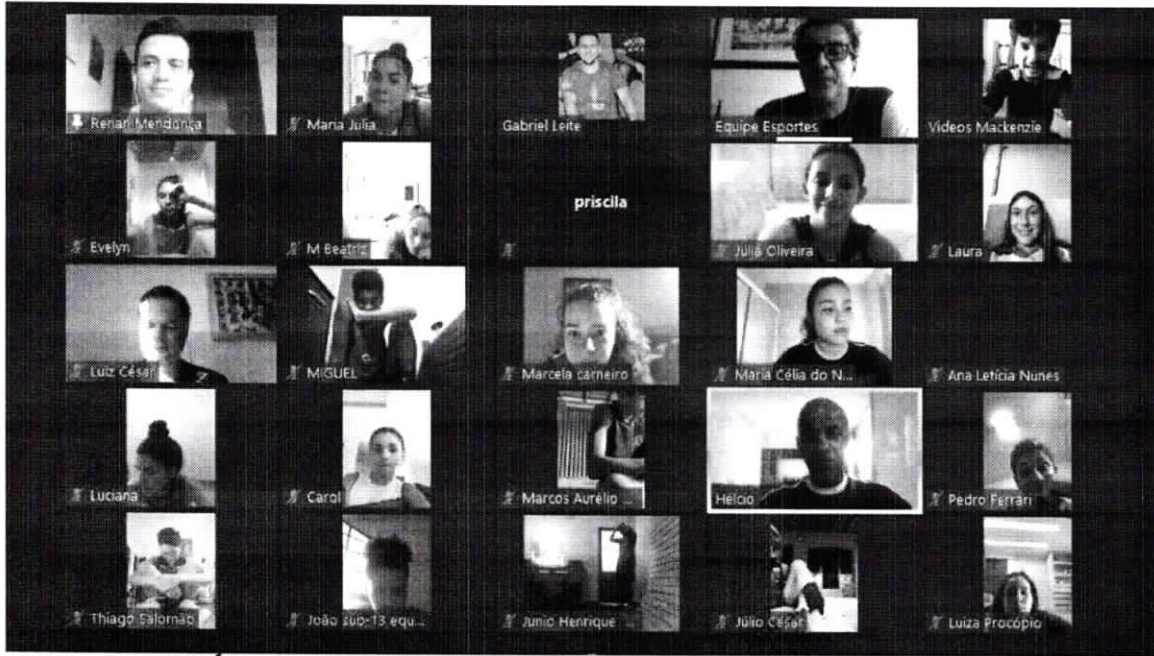 Renan Mendonça
Maria Julia
Gabriel Leite
Equipe Esportes
Videos Mackenzie
Evelyn
M Beatriz
priscila
Júlia Oliveira
Laura
Luiz César
MIGUEL
Marcela carneiro
Maria Célia do N...
Ana Letícia Nunes
Luciana
Carol
Marcos Aurélio ...
Hélcio
Pedro Ferrari
Thiago Salomão
João sub-13 equ...
Junio Henrique
Júlio César
Luiza Procópio